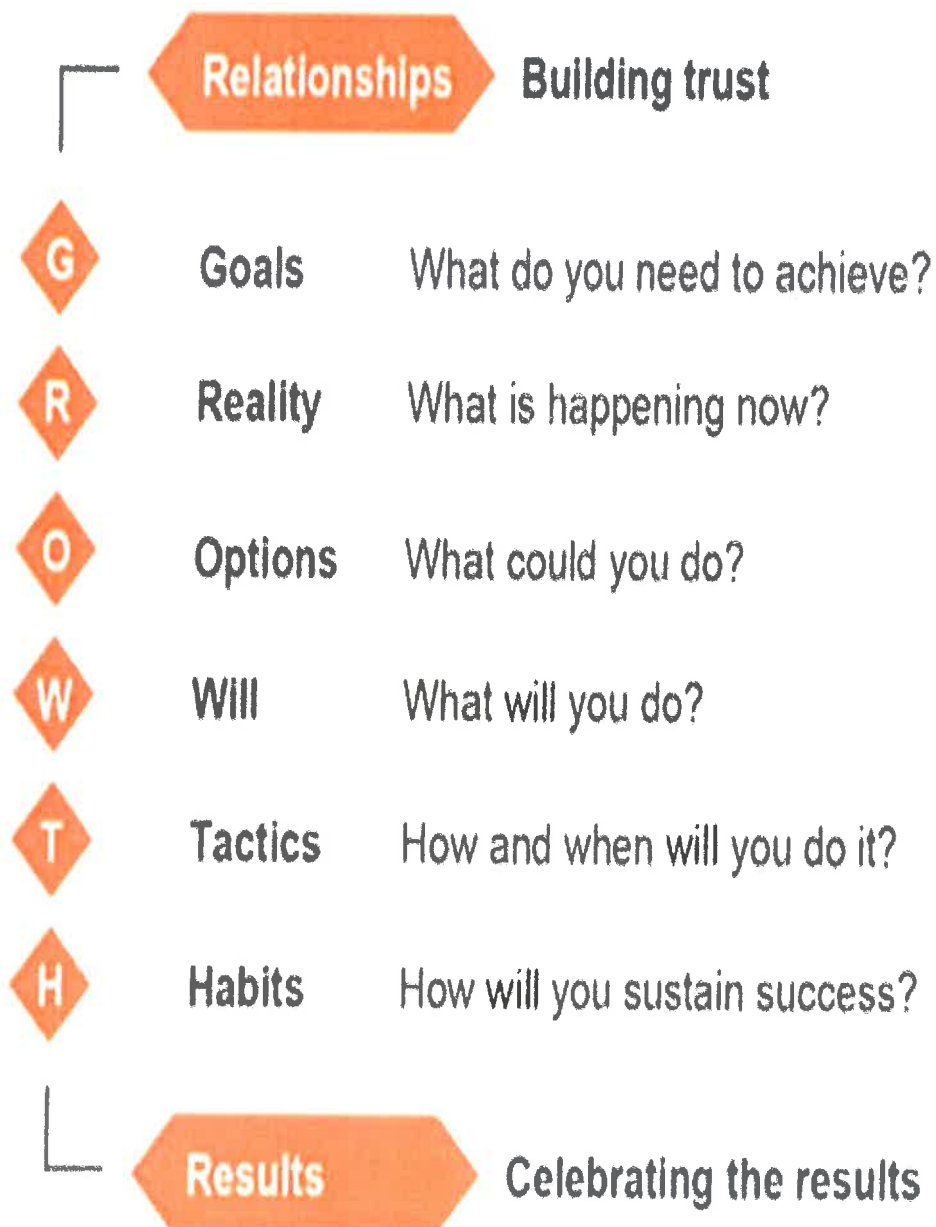 Relationships Building trust
G Goals What do you need to achieve?
R Reality What is happening now?
O Options What could you do?
W Will What will you do?
T Tactics How and when will you do it?
H Habits How will you sustain success?
Results Celebrating the results